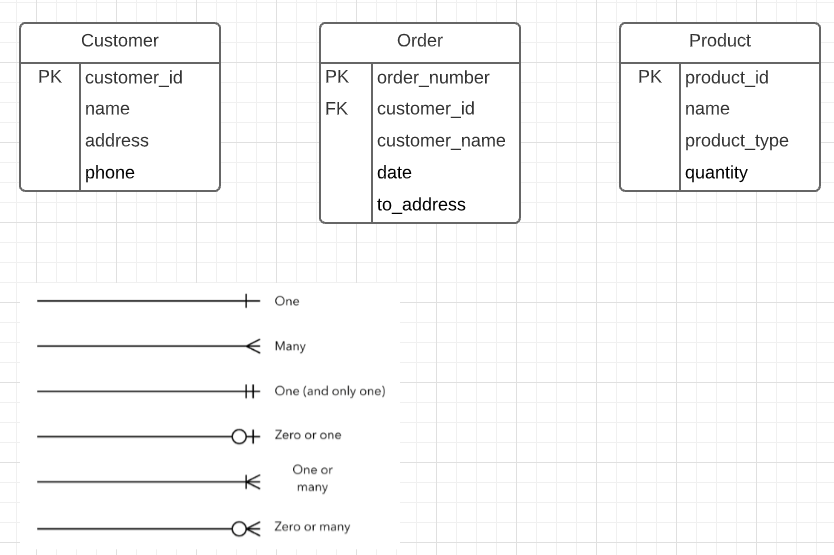 Customer
PK customer_id
name
address
phone
Order
PK order_number
FK customer_id
customer_name
date
to_address
Product
PK product_id
name
product_type
quantity
One
Many
One (and only one)
Zero or one
One or
many
Zero or many